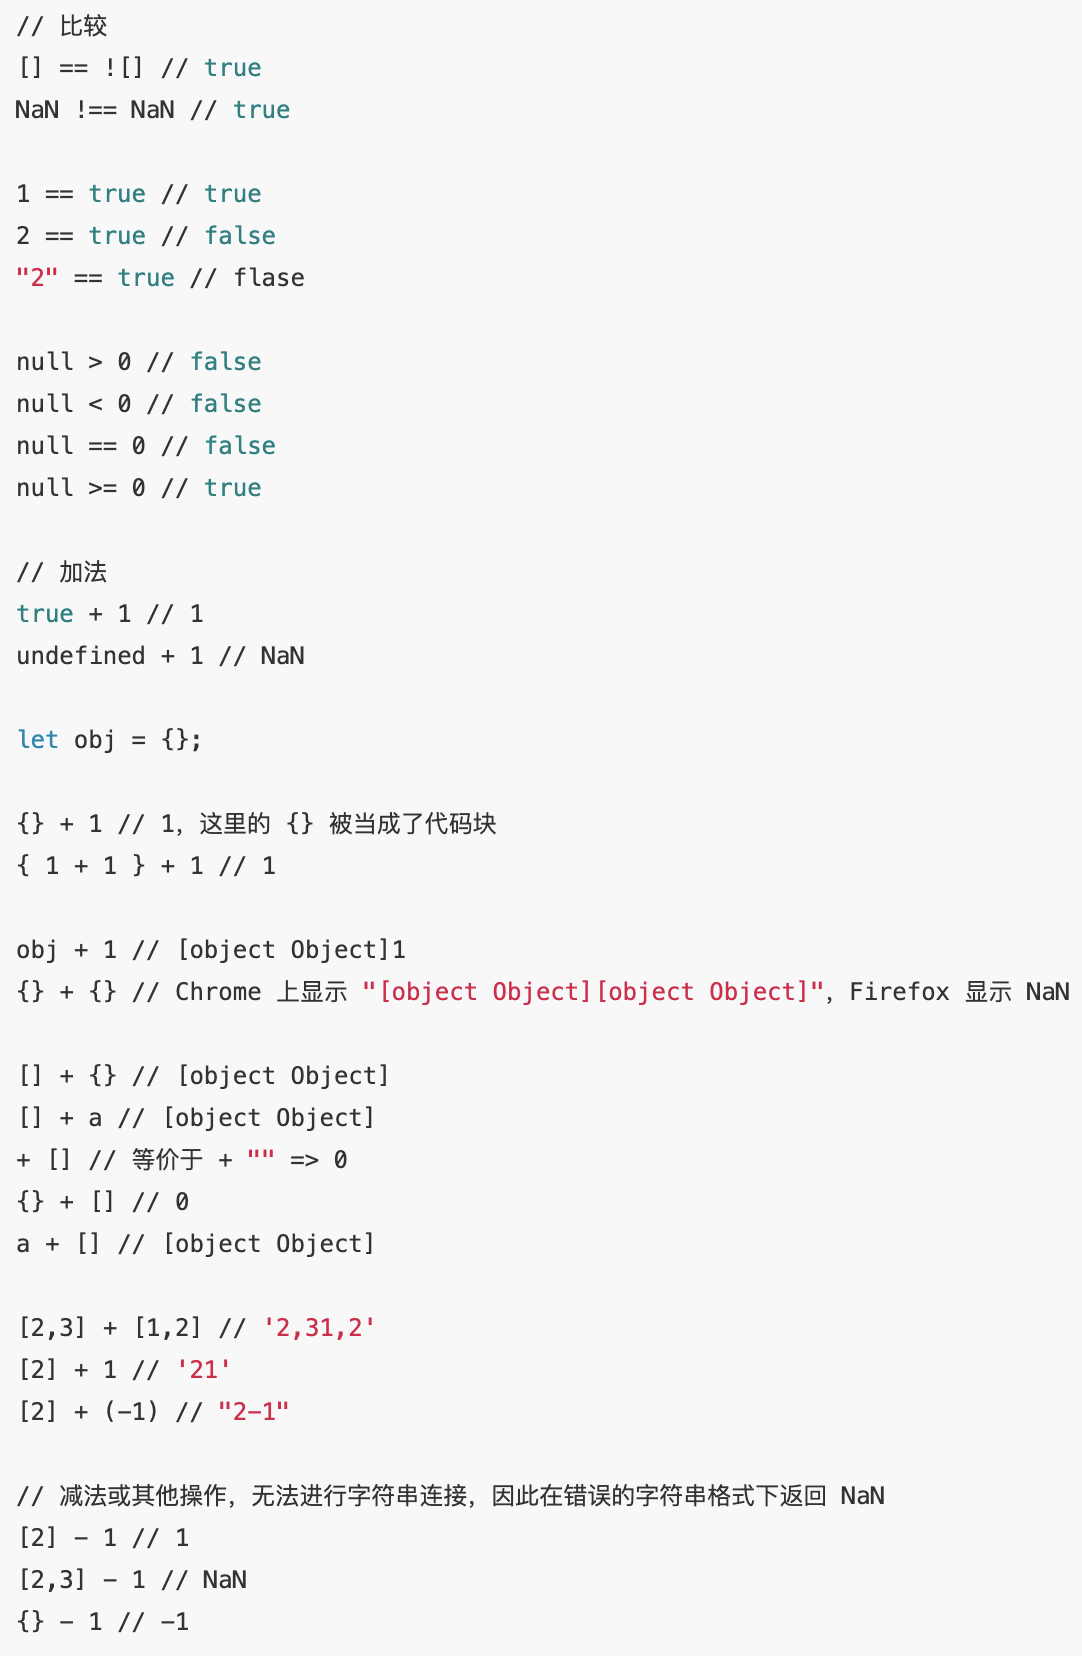 // 比较
[] == ![] // true
NaN !== NaN // true
1 == true // true
2 == true // false
"2" == true // flase
null > 0 // false
null < 0 // false
null == 0 // false
null >= 0 // true
// 加法
true + 1 // 1
undefined + 1 // NaN
let obj = {};
{} + 1 // 1，这里的 {} 被当成了代码块
{ 1 + 1 } + 1 // 1
obj + 1 // [object Object]1
{} + {} // Chrome 上显示 "[object Object][object Object]"，Firefox 显示 NaN
[] + {} // [object Object]
[] + a // [object Object]
+ [] // 等价于 + "" => 0
{} + [] // 0
a + [] // [object Object]
[2,3] + [1,2] // '2,31,2'
[2] + 1 // '21'
[2] + (-1) // "2-1"
// 减法或其他操作，无法进行字符串连接，因此在错误的字符串格式下返回 NaN
[2] - 1 // 1
[2,3] - 1 // NaN
{} - 1 // -1